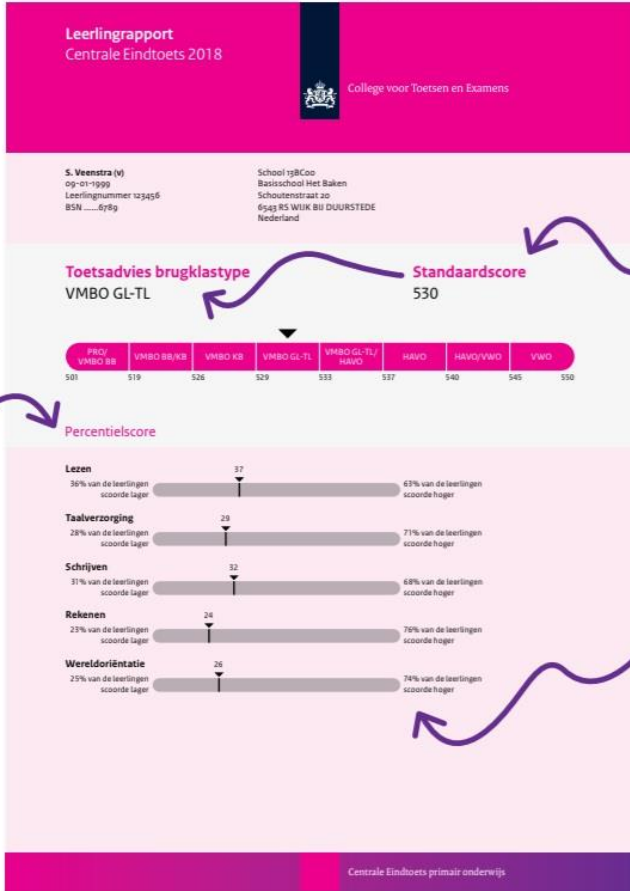 Leerlingrapport
Centrale Eindtoets 2018
College voor Toetsen en Examens
S. Veenstra (v)
09-01-1999
Leerlingnummer 123456
BSN ......6789
School 13BC00
Basisschool Het Baken
Schoutenstraat 20
6543 RS WIJK BIJ DUURSTEDE
Nederland
Toetsadvies brugklastype
VMBO GL-TL
Standaardscore
530
PRO/
VMBO BB
VMBO BB/KB
VMBO KB
VMBO GL-TL
VMBO GL-TL/
HAVO
HAVO
HAVO/VWO
VWO
501 519 526 529 533 537 540 545 550
Percentielscore
Lezen
36% van de leerlingen
scoorde lager
37
63% van de leerlingen
scoorde hoger
Taalverzorging
28% van de leerlingen
scoorde lager
29
71% van de leerlingen
scoorde hoger
Schrijven
31% van de leerlingen
scoorde lager
32
68% van de leerlingen
scoorde hoger
Rekenen
23% van de leerlingen
scoorde lager
24
76% van de leerlingen
scoorde hoger
Wereldoriëntatie
25% van de leerlingen
scoorde lager
26
74% van de leerlingen
scoorde hoger
Centrale Eindtoets primair onderwijs